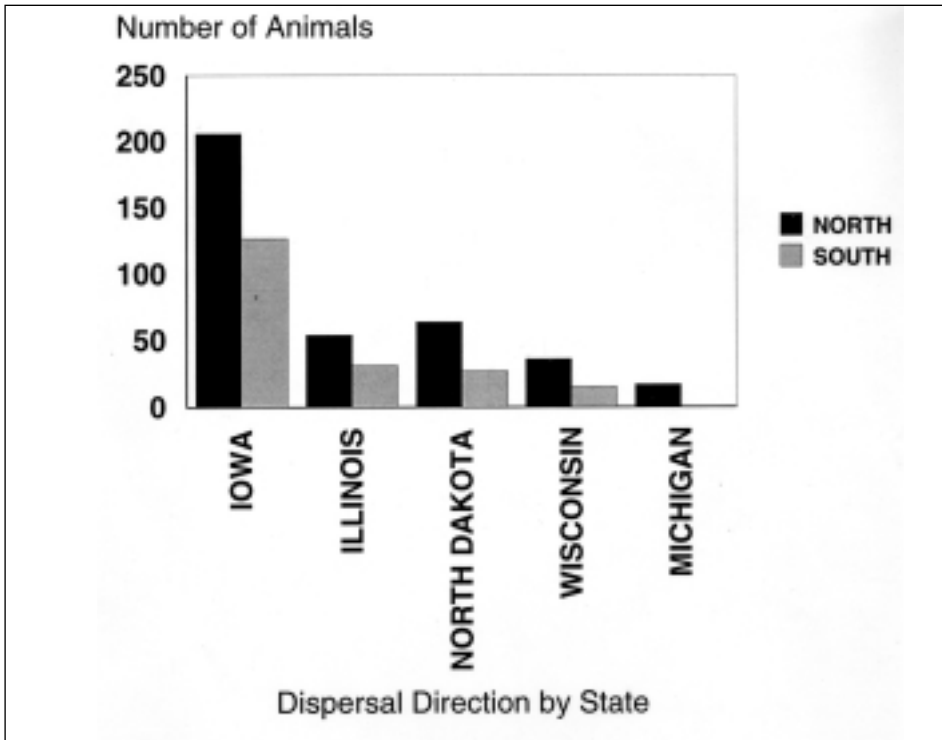 Number of Animals
250
200
150
100
50
0
NORTH
SOUTH
IOWA
ILLINOIS
NORTH DAKOTA
WISCONSIN
MICHIGAN
Dispersal Direction by State